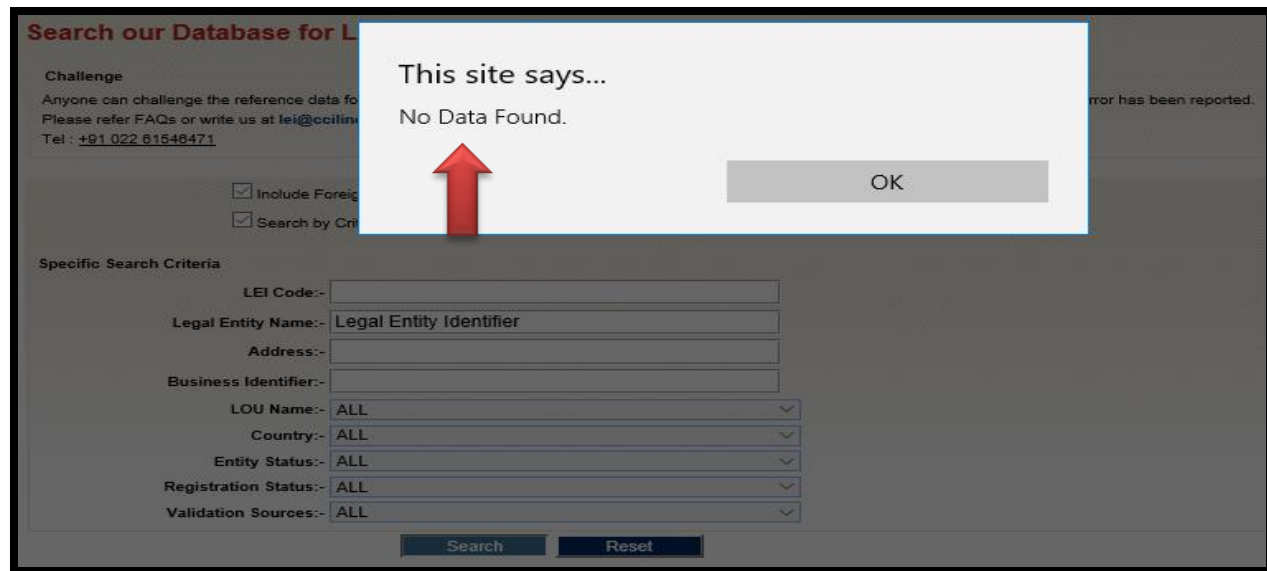 Search our Database for L
This site says...
No Data Found.
OK
Challenge
Anyone can challenge the reference data fo
rror has been reported.
Please refer FAQs or write us at lei@ccilin
Tel : +91 022 61546471
Include Foreig
Search by Crit
Specific Search Criteria
LEI Code:-
Legal Entity Name:- Legal Entity Identifier
Address:-
Business Identifier:-
LOU Name:- ALL
Country:- ALL
Entity Status:- ALL
Registration Status:- ALL
Validation Sources:- ALL
Search Reset